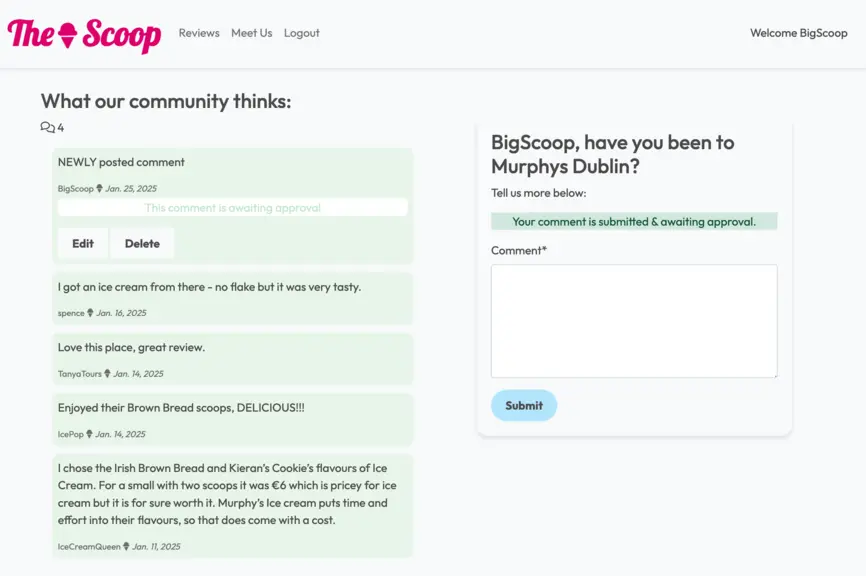 The Scoop
Reviews Meet Us Logout
Welcome BigScoop
What our community thinks:
4
NEWLY posted comment
BigScoop Jan. 25, 2025
This comment is awaiting approval
Edit Delete
I got an ice cream from there - no flake but it was very tasty.
spence Jan. 16, 2025
Love this place, great review.
TanyaTours Jan. 14, 2025
Enjoyed their Brown Bread scoops, DELICIOUS!!!
IcePop Jan. 14, 2025
I chose the Irish Brown Bread and Kieran's Cookie's flavours of Ice
Cream. For a small with two scoops it was €6 which is pricey for ice
cream but it is for sure worth it. Murphy's Ice cream puts time and
effort into their flavours, so that does come with a cost.
IceCreamQueen Jan. 11, 2025
BigScoop, have you been to
Murphys Dublin?
Tell us more below:
Your comment is submitted & awaiting approval.
Comment*
Submit